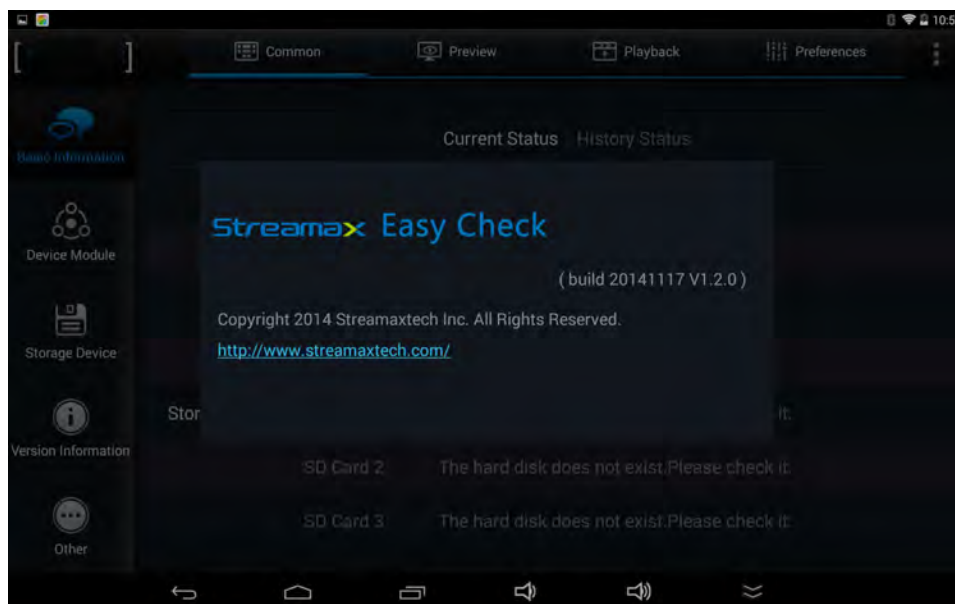 10:5
[ ]
Common
Preview
Playback
Preferences
Basic Information
Current Status History Status
Streamax Easy Check
Device Module
( build 20141117 V1.2.0 )
Copyright 2014 Streamaxtech Inc. All Rights Reserved.
http://www.streamaxtech.com/
Storage Device
Stor
it.
Version Information
SD Card 2 The hard disk does not exist.Please check it.
SD Card 3 The hard disk does not exist.Please check it.
Other